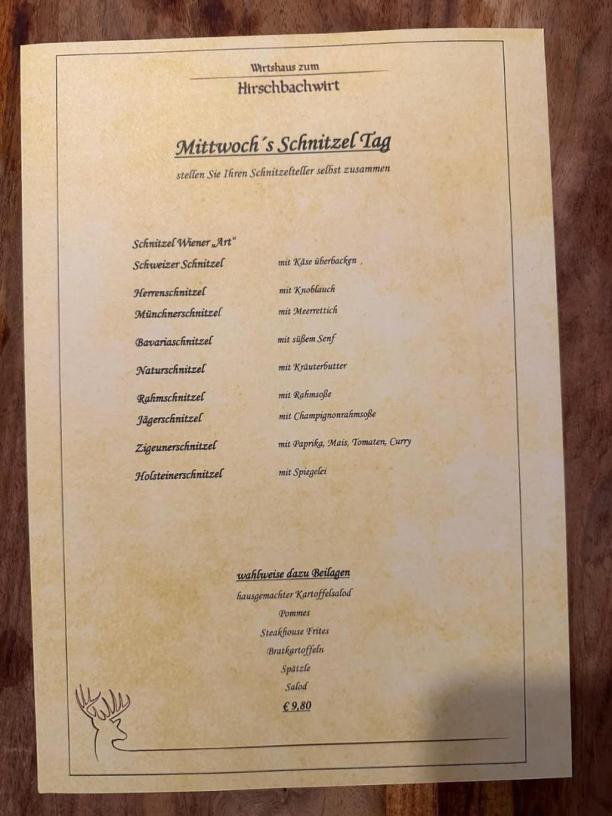 Wirtshaus zum
Hirschbachwirt
Mittwoch´s Schnitzel Tag
stellen Sie Ihren Schnitzelteller selbst zusammen
Schnitzel Wiener „Art“
Schweizer Schnitzel mit Käse überbacken
Herrenschnitzel mit Knoblauch
Münchnerschnitzel mit Meerrettich
Bavariaschnitzel mit süßem Senf
Naturschnitzel mit Kräuterbutter
Rahmschnitzel mit Rahmsoße
Jägerschnitzel mit Champignonrahmsoße
Zigeunerschnitzel mit Paprika, Mais, Tomaten, Curry
Holsteinerschnitzel mit Spiegelei
wahlweise dazu Beilagen
hausgemachter Kartoffelsalad
Pommes
Steakhouse Frites
Bratkartoffeln
Spätzle
Salad
€ 9,80